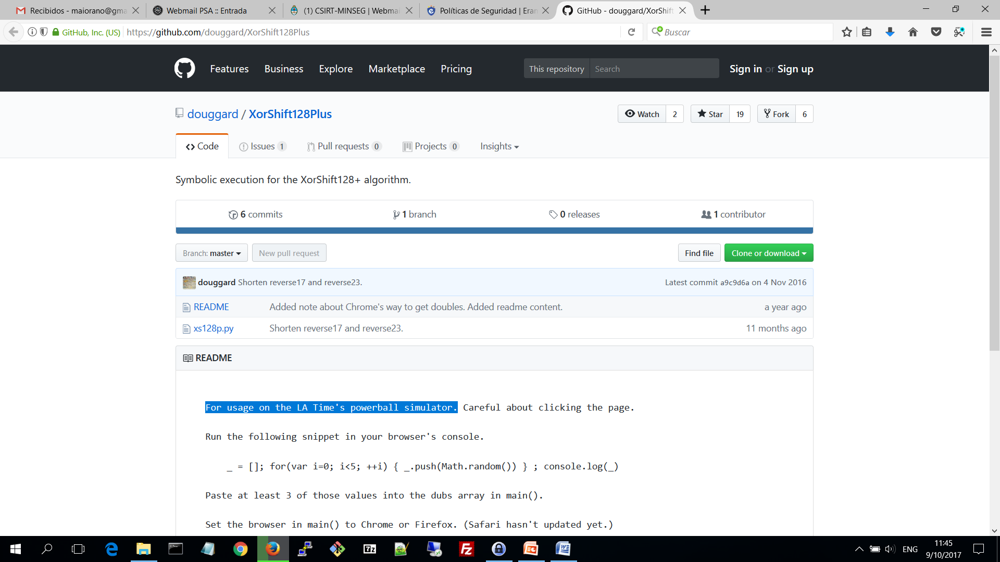 Recibidos - maiorano@gma
Webmail PSA :: Entrada
(1) CSIRT-MINSEG | Webmai
Políticas de Seguridad | Eran
GitHub - douggard/XorShift
GitHub, Inc. (US)
https://github.com/douggard/XorShift128Plus
Buscar
Features
Business
Explore
Marketplace
Pricing
This repository
Search
Sign in or Sign up
douggard / XorShift128Plus
Watch 2
Star 19
Fork 6
Code
Issues 1
Pull requests 0
Projects 0
Insights
Symbolic execution for the XorShift128+ algorithm.
6 commits
1 branch
0 releases
1 contributor
Branch: master
New pull request
Find file
Clone or download
douggard Shorten reverse17 and reverse23.
Latest commit a9c9d6a on 4 Nov 2016
README
Added note about Chrome's way to get doubles. Added readme content.
a year ago
xs128p.py
Shorten reverse17 and reverse23.
11 months ago
README
For usage on the LA Time's powerball simulator. Careful about clicking the page.
Run the following snippet in your browser's console.
_ = []; for(var i=0; i<5; ++i) { _.push(Math.random()) } ; console.log(_)
Paste at least 3 of those values into the dubs array in main().
Set the browser in main() to Chrome or Firefox. (Safari hasn't updated yet.)
7z
ENG
11:45
9/10/2017